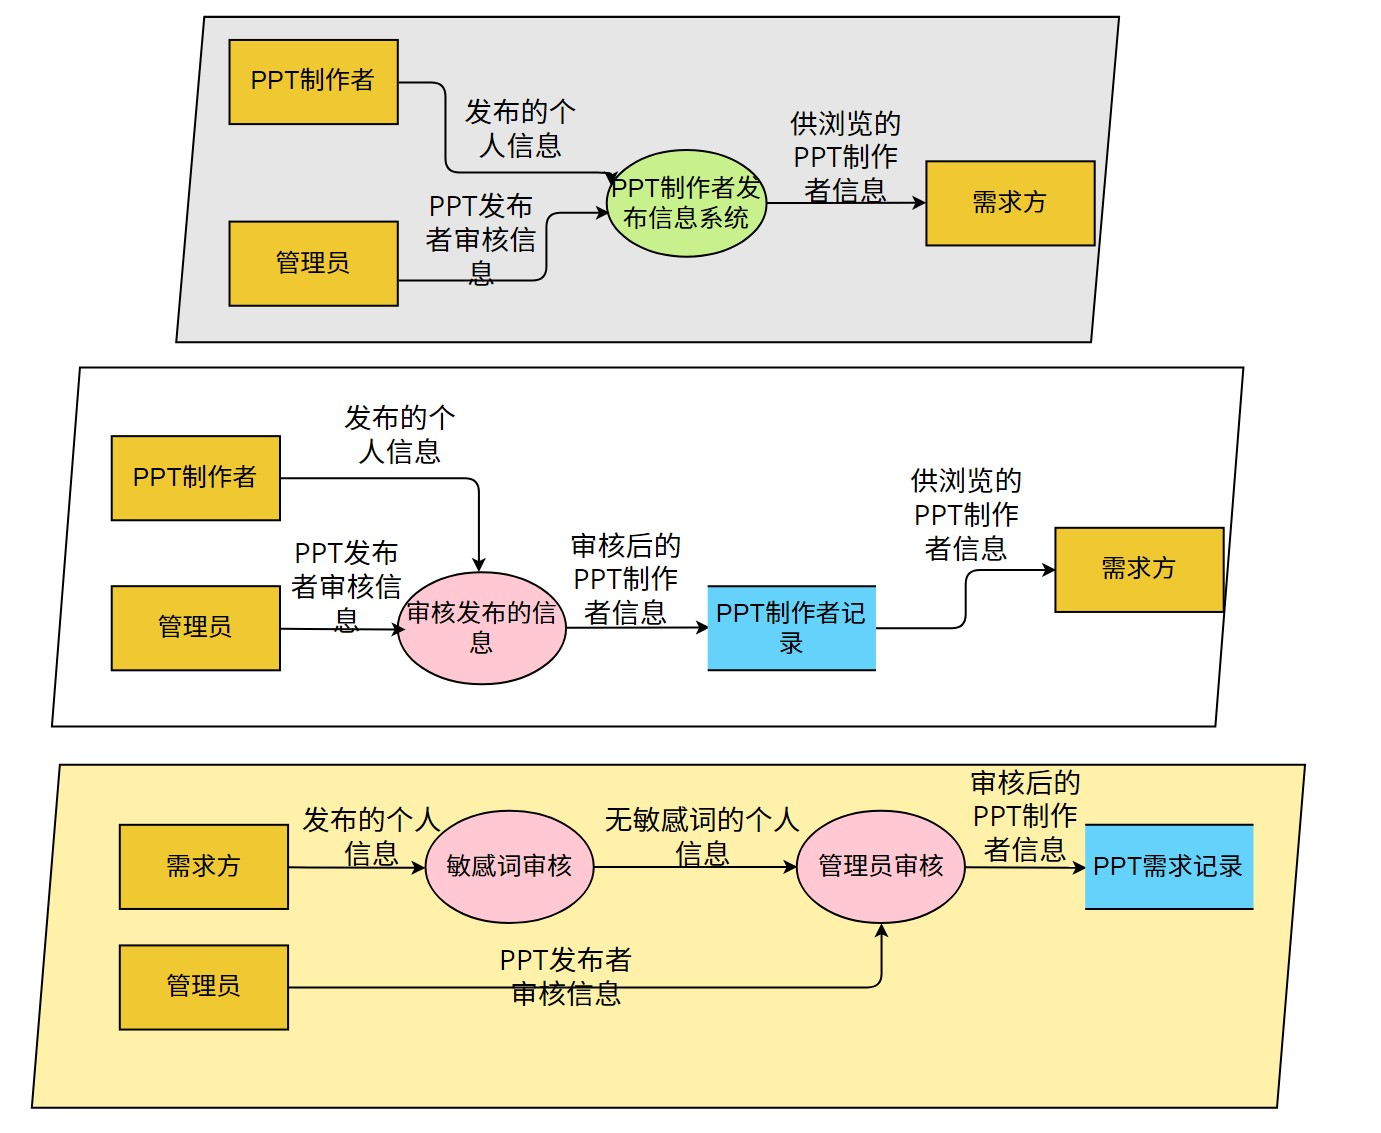 PPT制作者
发布的个
人信息
供浏览的
PPT制作
者信息
PPT制作者发
布信息系统
需求方
PPT发布
者审核信
息
管理员
发布的个
人信息
PPT制作者
供浏览的
PPT制作
者信息
PPT发布
者审核信
息
审核后的
PPT制作
者信息
需求方
管理员
审核发布的信
息
PPT制作者记
录
审核后的
PPT制作
者信息
发布的个人
信息
无敏感词的个人
信息
需求方
敏感词审核
管理员审核
PPT需求记录
PPT发布者
审核信息
管理员